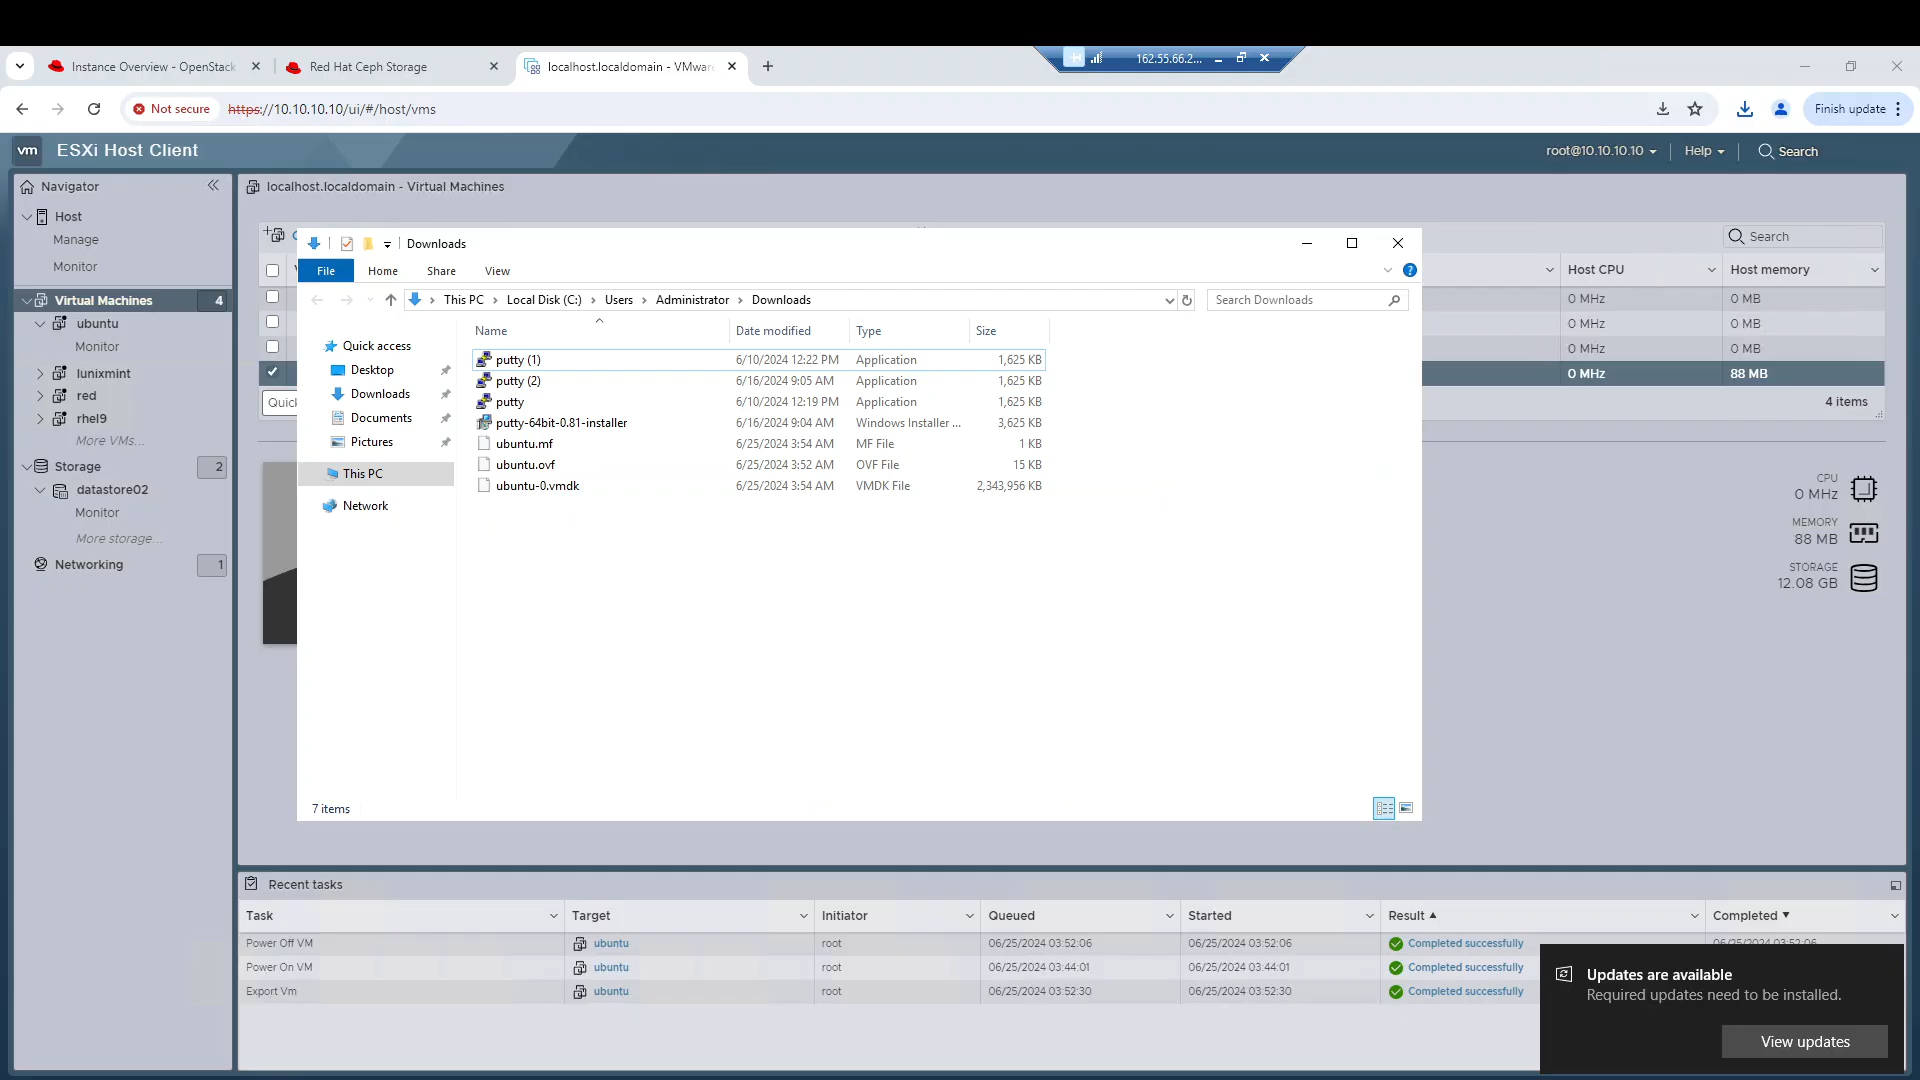 Instance Overview - OpenStack
Red Hat Ceph Storage
localhost.localdomain - VMware
162.55.66.2...
Not secure
https://10.10.10.10/ui/#/host/vms
Finish update
vm
ESXi Host Client
root@10.10.10.10
Help
Search
Navigator
localhost.localdomain - Virtual Machines
Host
Manage
Monitor
Virtual Machines 4
ubuntu
Monitor
lunixmint
red
rhel9
More VMs...
Storage 2
datastore02
Monitor
More storage...
Networking 1
Search
Host CPU Host memory
0 MHz 0 MB
0 MHz 0 MB
0 MHz 0 MB
0 MHz 88 MB
Quick
4 items
CPU
0 MHz
MEMORY
88 MB
STORAGE
12.08 GB
Downloads
File Home Share View
This PC Local Disk (C:) Users Administrator Downloads
Search Downloads
Quick access
Desktop
Downloads
Documents
Pictures
This PC
Network
Name Date modified Type Size
putty (1) 6/10/2024 12:22 PM Application 1,625 KB
putty (2) 6/16/2024 9:05 AM Application 1,625 KB
putty 6/10/2024 12:19 PM Application 1,625 KB
putty-64bit-0.81-installer 6/16/2024 9:04 AM Windows Installer ... 3,625 KB
ubuntu.mf 6/25/2024 3:54 AM MF File 1 KB
ubuntu.ovf 6/25/2024 3:52 AM OVF File 15 KB
ubuntu-0.vmdk 6/25/2024 3:54 AM VMDK File 2,343,956 KB
7 items
Recent tasks
Task Target Initiator Queued Started Result Completed
Power Off VM ubuntu root 06/25/2024 03:52:06 06/25/2024 03:52:06 Completed successfully 06/25/2024 03:52:06
Power On VM ubuntu root 06/25/2024 03:44:01 06/25/2024 03:44:01 Completed successfully
Export Vm ubuntu root 06/25/2024 03:52:30 06/25/2024 03:52:30 Completed successfully
Updates are available
Required updates need to be installed.
View updates